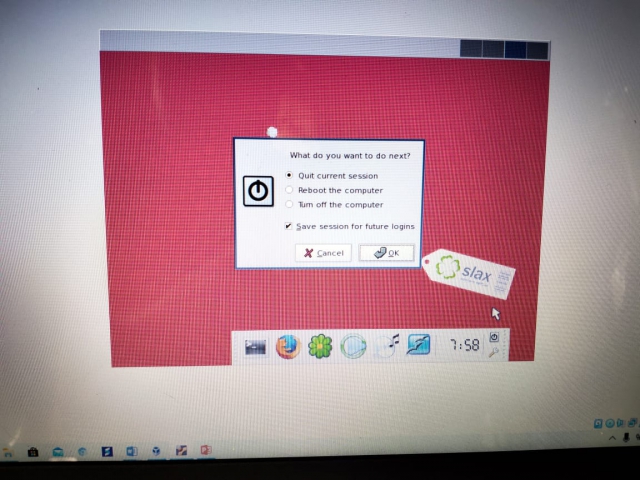 What do you want to do next?
Quit current session
Reboot the computer
Turn off the computer
Save session for future logins
Cancel
OK
slax
7:58